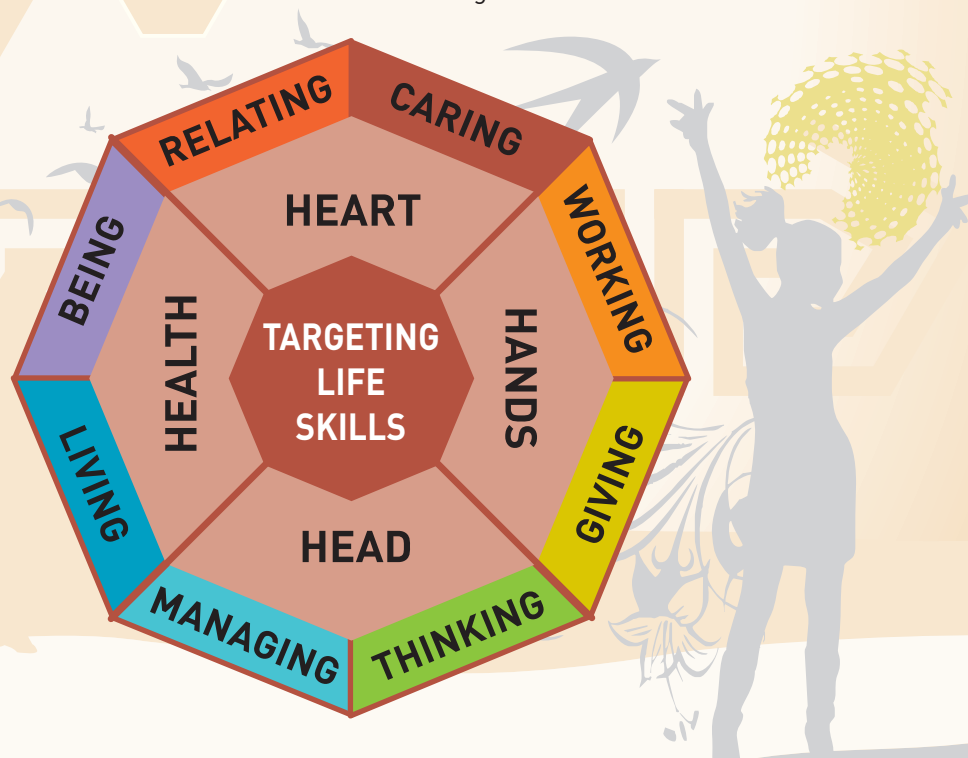 RELATING
CARING
HEART
BEING
WORKING
HEALTH
TARGETING
LIFE
SKILLS
HANDS
LIVING
GIVING
HEAD
MANAGING
THINKING